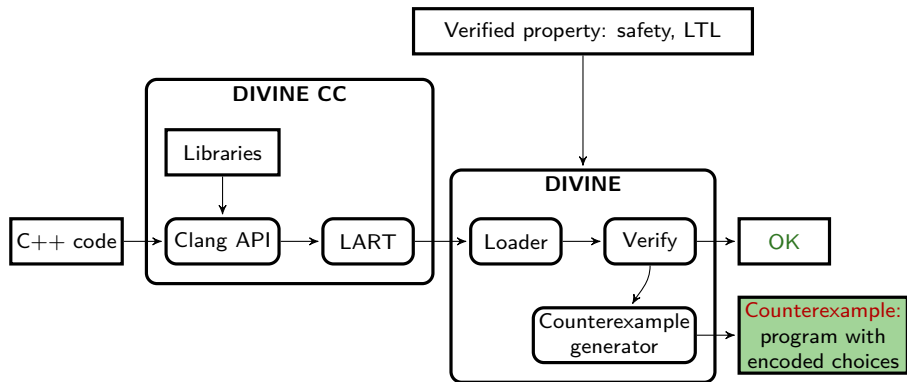 Verified property: safety, LTL
DIVINE CC
Libraries
DIVINE
C++ code
Clang API
LART
Loader
Verify
OK
Counterexample
generator
Counterexample:
program with
encoded choices